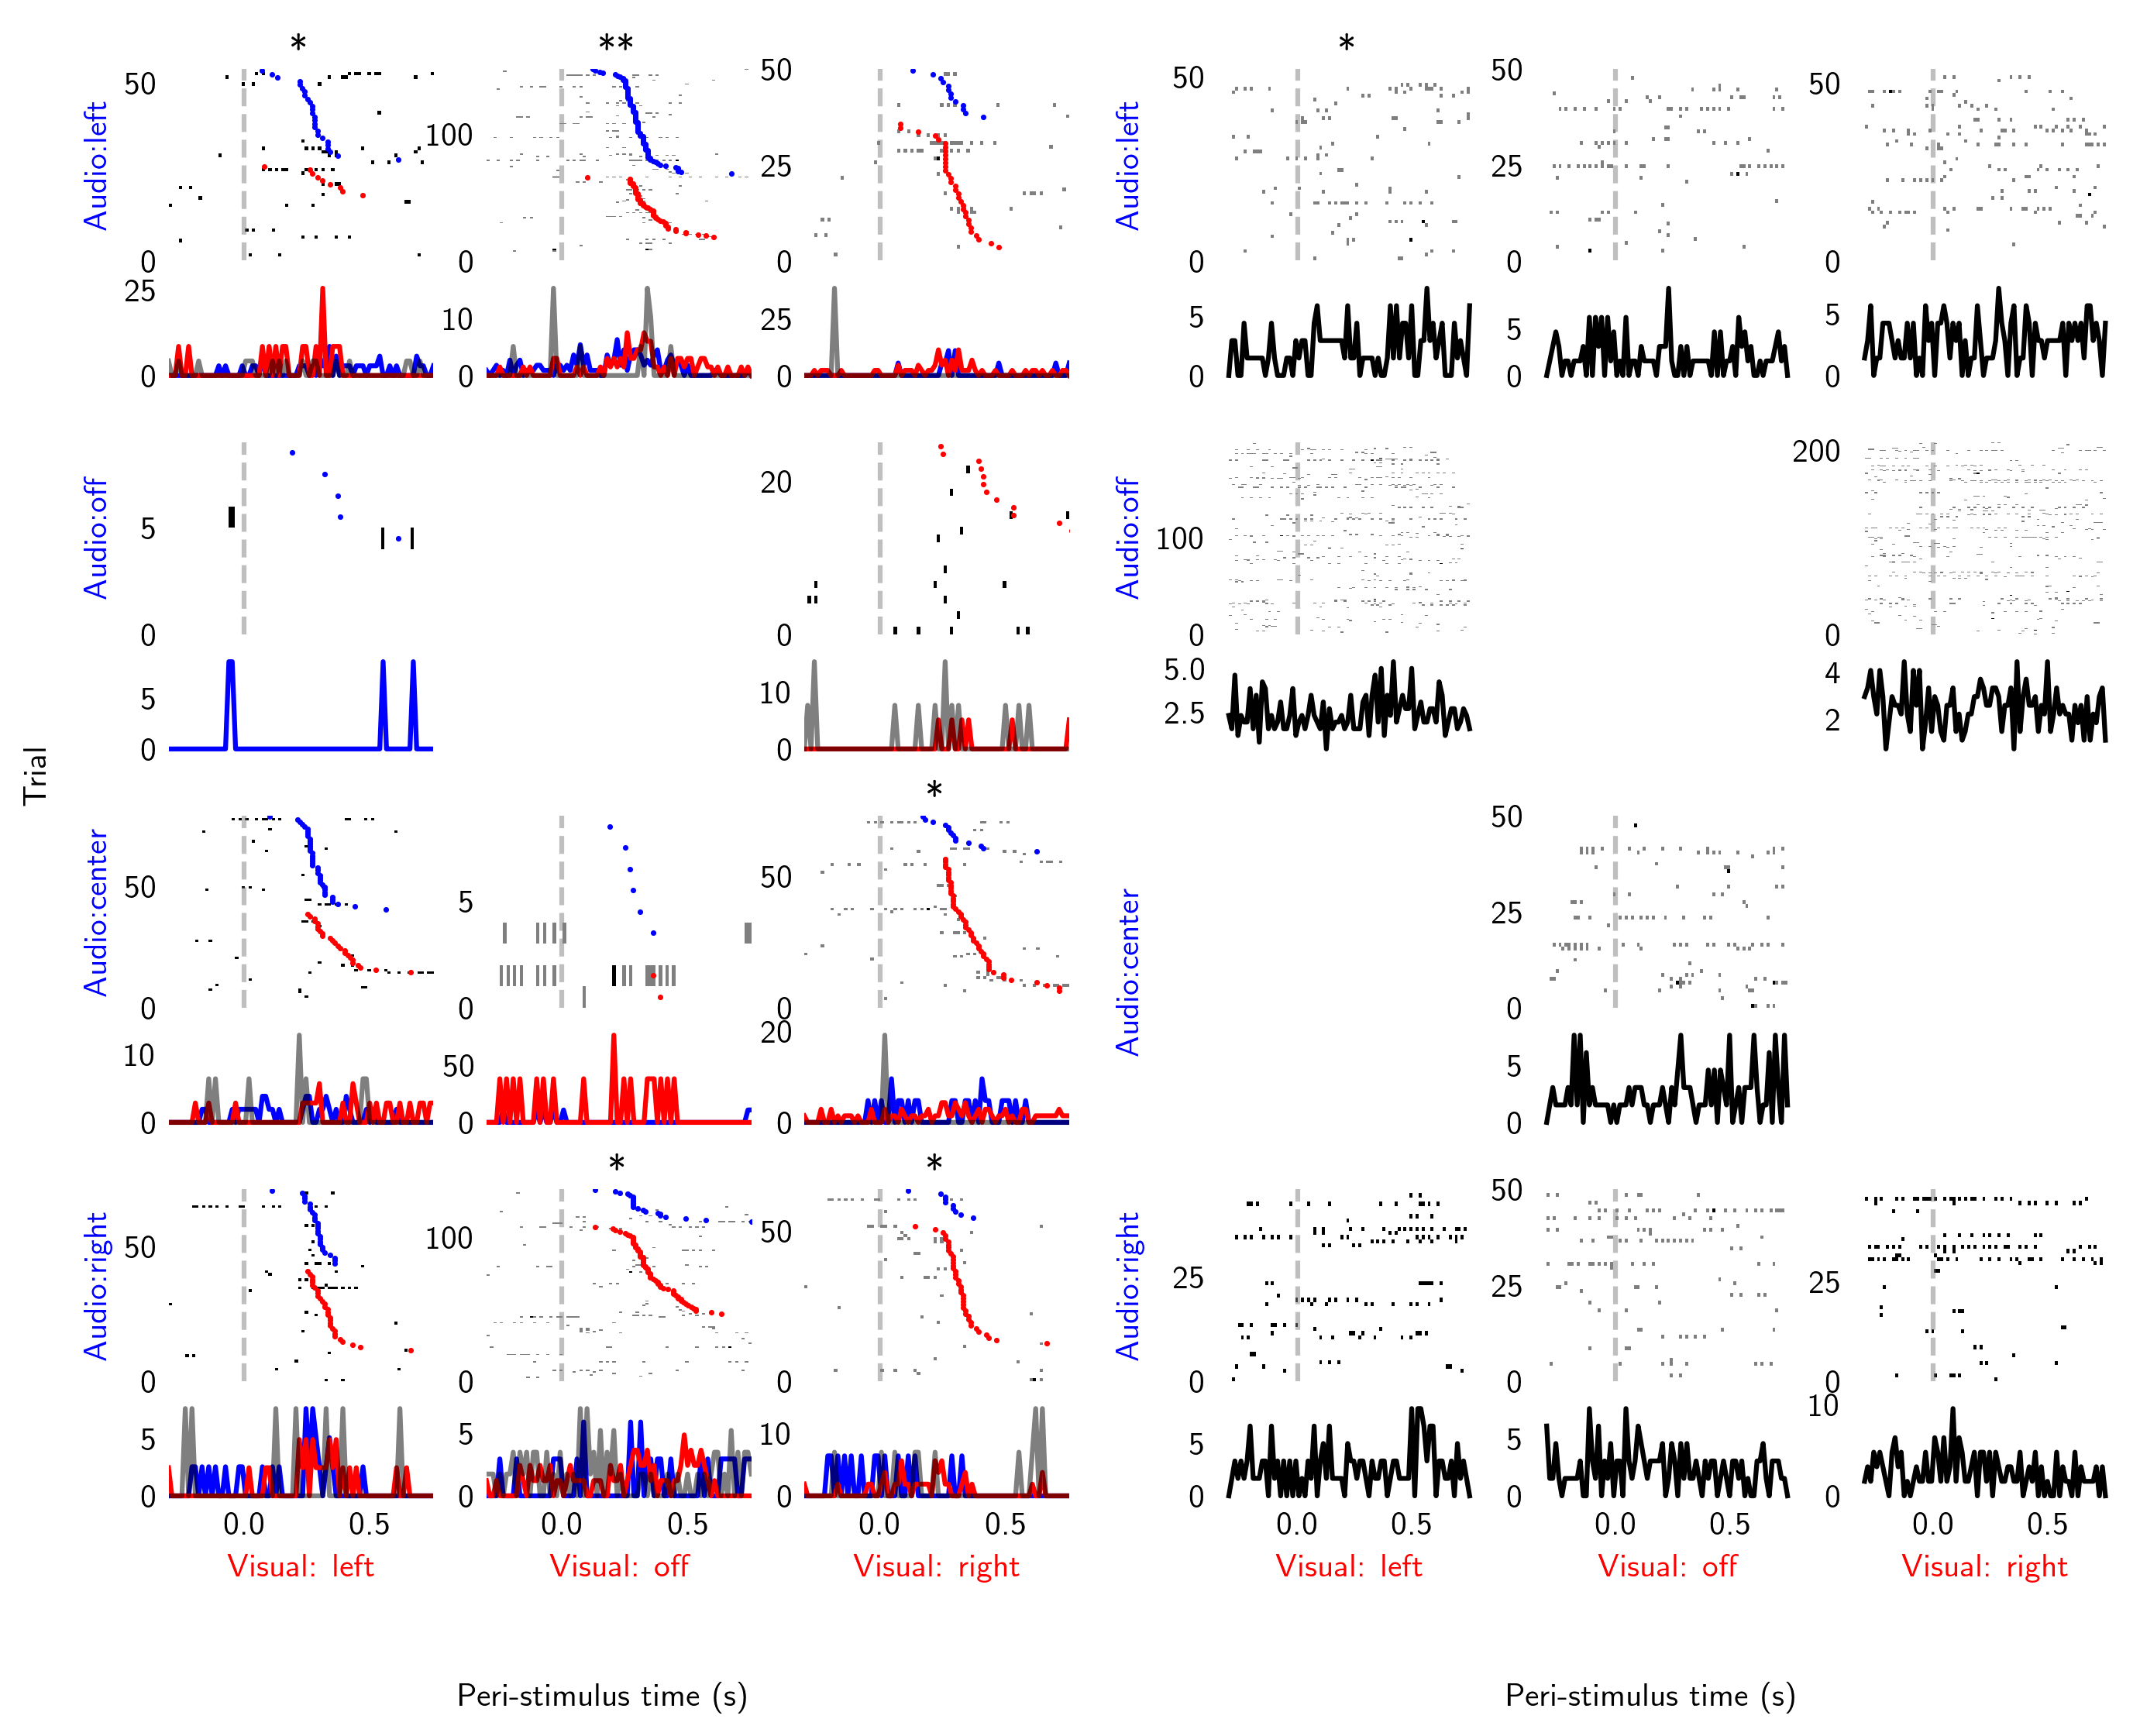 * ** *
50 50 50 50 50
Audio:left 100 Audio:left
25 25
0 0 0 0 0 0
25 10 25 5 5 5
0 0 0 0 0 0
Audio:off 5 20 Audio:off 100 200
0 0 0 0
5 10 5.0 4
0 0 2.5 2
Trial
*
Audio:center 50 5 50 Audio:center 50
25
0 0 0 0
10 50 20 5
0 0 0 0
* *
Audio:right 50 100 50 Audio:right 25 50 25
25
0 0 0 0 0 0
5 5 10 5 5 10
0 0 0 0 0 0
0.0 0.5 0.0 0.5 0.0 0.5 0.0 0.5 0.0 0.5 0.0 0.5
Visual: left Visual: off Visual: right Visual: left Visual: off Visual: right
Peri-stimulus time (s) Peri-stimulus time (s)